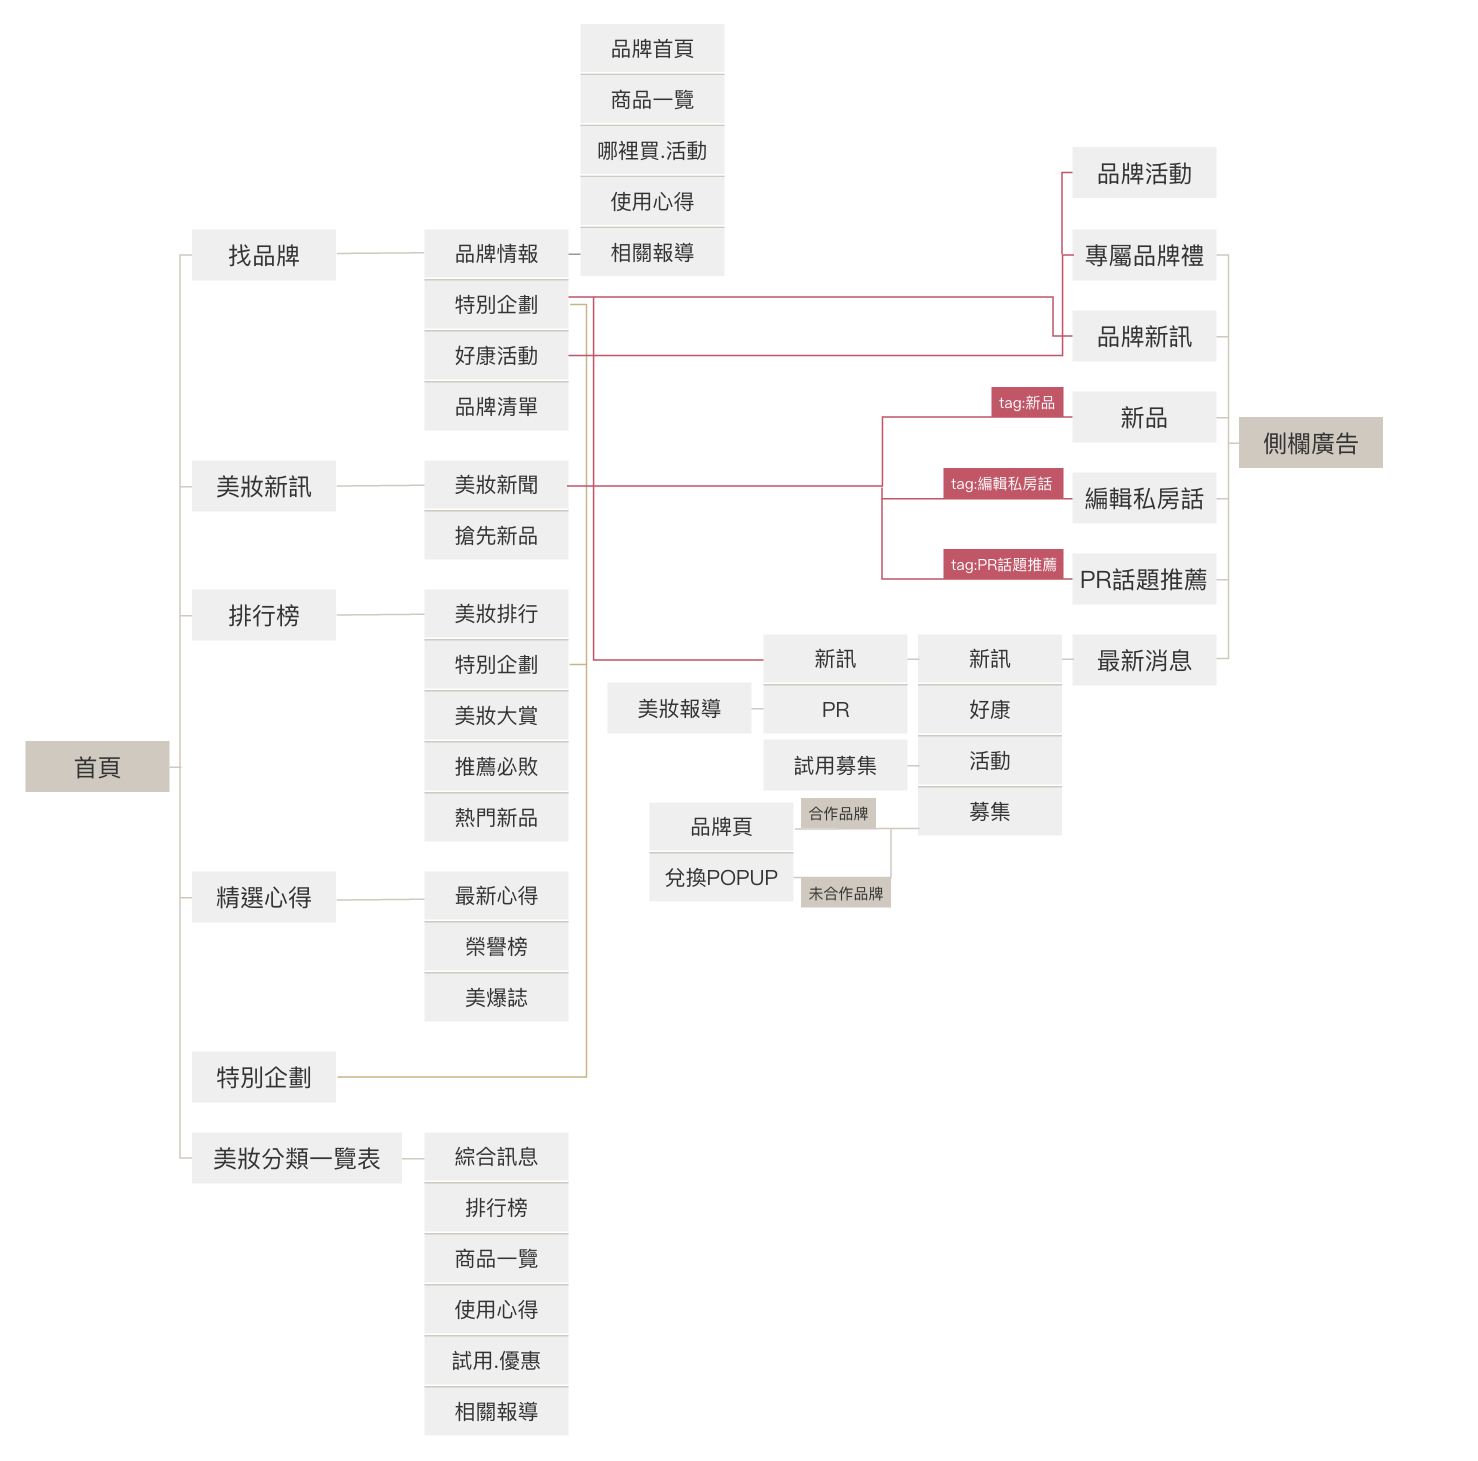 首頁
找品牌
品牌情報
特別企劃
好康活動
品牌清單
品牌首頁
商品一覽
哪裡買.活動
使用心得
相關報導
美妝新訊
美妝新聞
搶先新品
排行榜
美妝排行
特別企劃
美妝大賞
推薦必敗
熱門新品
精選心得
最新心得
榮譽榜
美爆誌
特別企劃
美妝分類一覽表
綜合訊息
排行榜
商品一覽
使用心得
試用.優惠
相關報導
側欄廣告
品牌活動
專屬品牌禮
品牌新訊
tag:新品
新品
tag:編輯私房話
編輯私房話
tag:PR話題推薦
PR話題推薦
最新消息
新訊
好康
活動
募集
新訊
PR
美妝報導
試用募集
合作品牌
品牌頁
兌換POPUP
未合作品牌